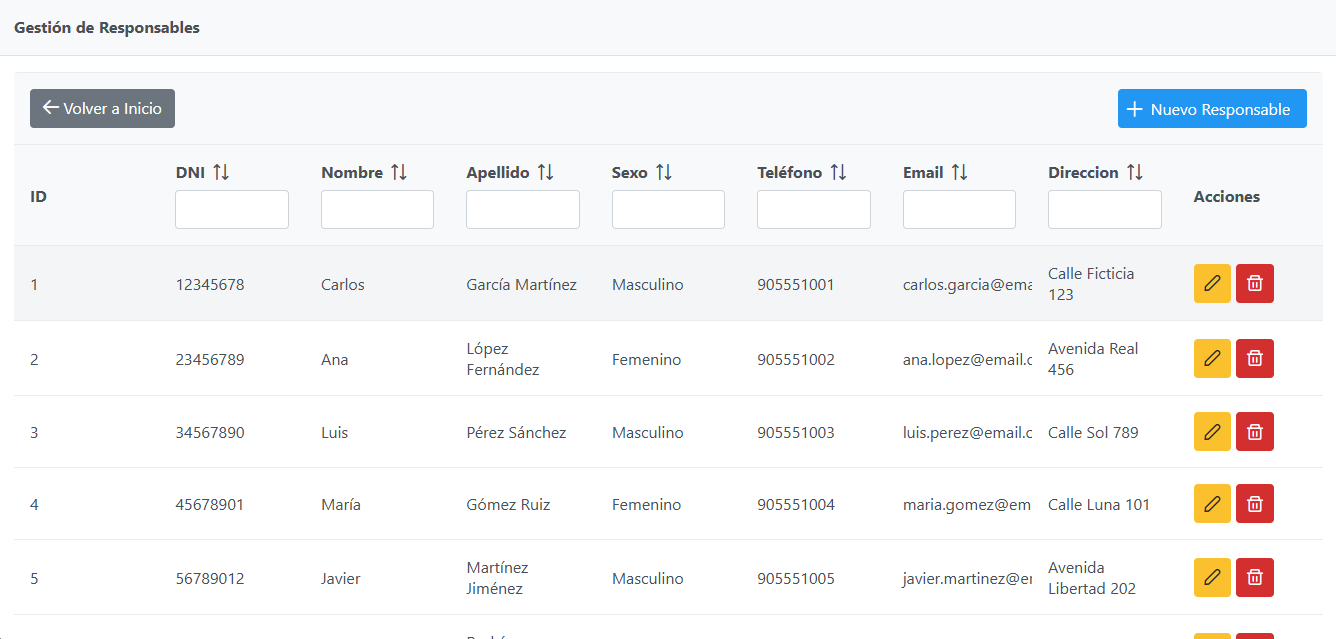 Gestión de Responsables
Volver a Inicio
Nuevo Responsable
ID DNI Nombre Apellido Sexo Teléfono Email Direccion Acciones
1 12345678 Carlos García Martínez Masculino 905551001 carlos.garcia@ema Calle Ficticia
123
2 23456789 Ana López Fernández Femenino 905551002 ana.lopez@email.c Avenida Real
456
3 34567890 Luis Pérez Sánchez Masculino 905551003 luis.perez@email.c Calle Sol 789
4 45678901 María Gómez Ruiz Femenino 905551004 maria.gomez@em Calle Luna 101
5 56789012 Javier Martínez Jiménez Masculino 905551005 javier.martinez@e Avenida
Libertad 202